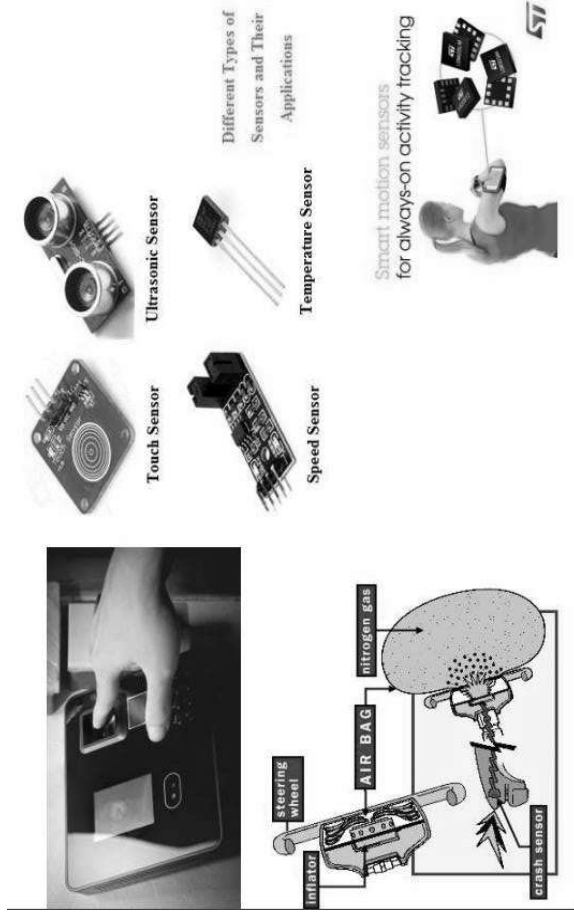 Touch Sensor
Ultrasonic Sensor
Speed Sensor
Temperature Sensor
Different Types of
Sensors and Their
Applications
steering
wheel
inflator
AIR BAG
nitrogen gas
crash sensor
Smart motion sensors
for always-on activity tracking
ST